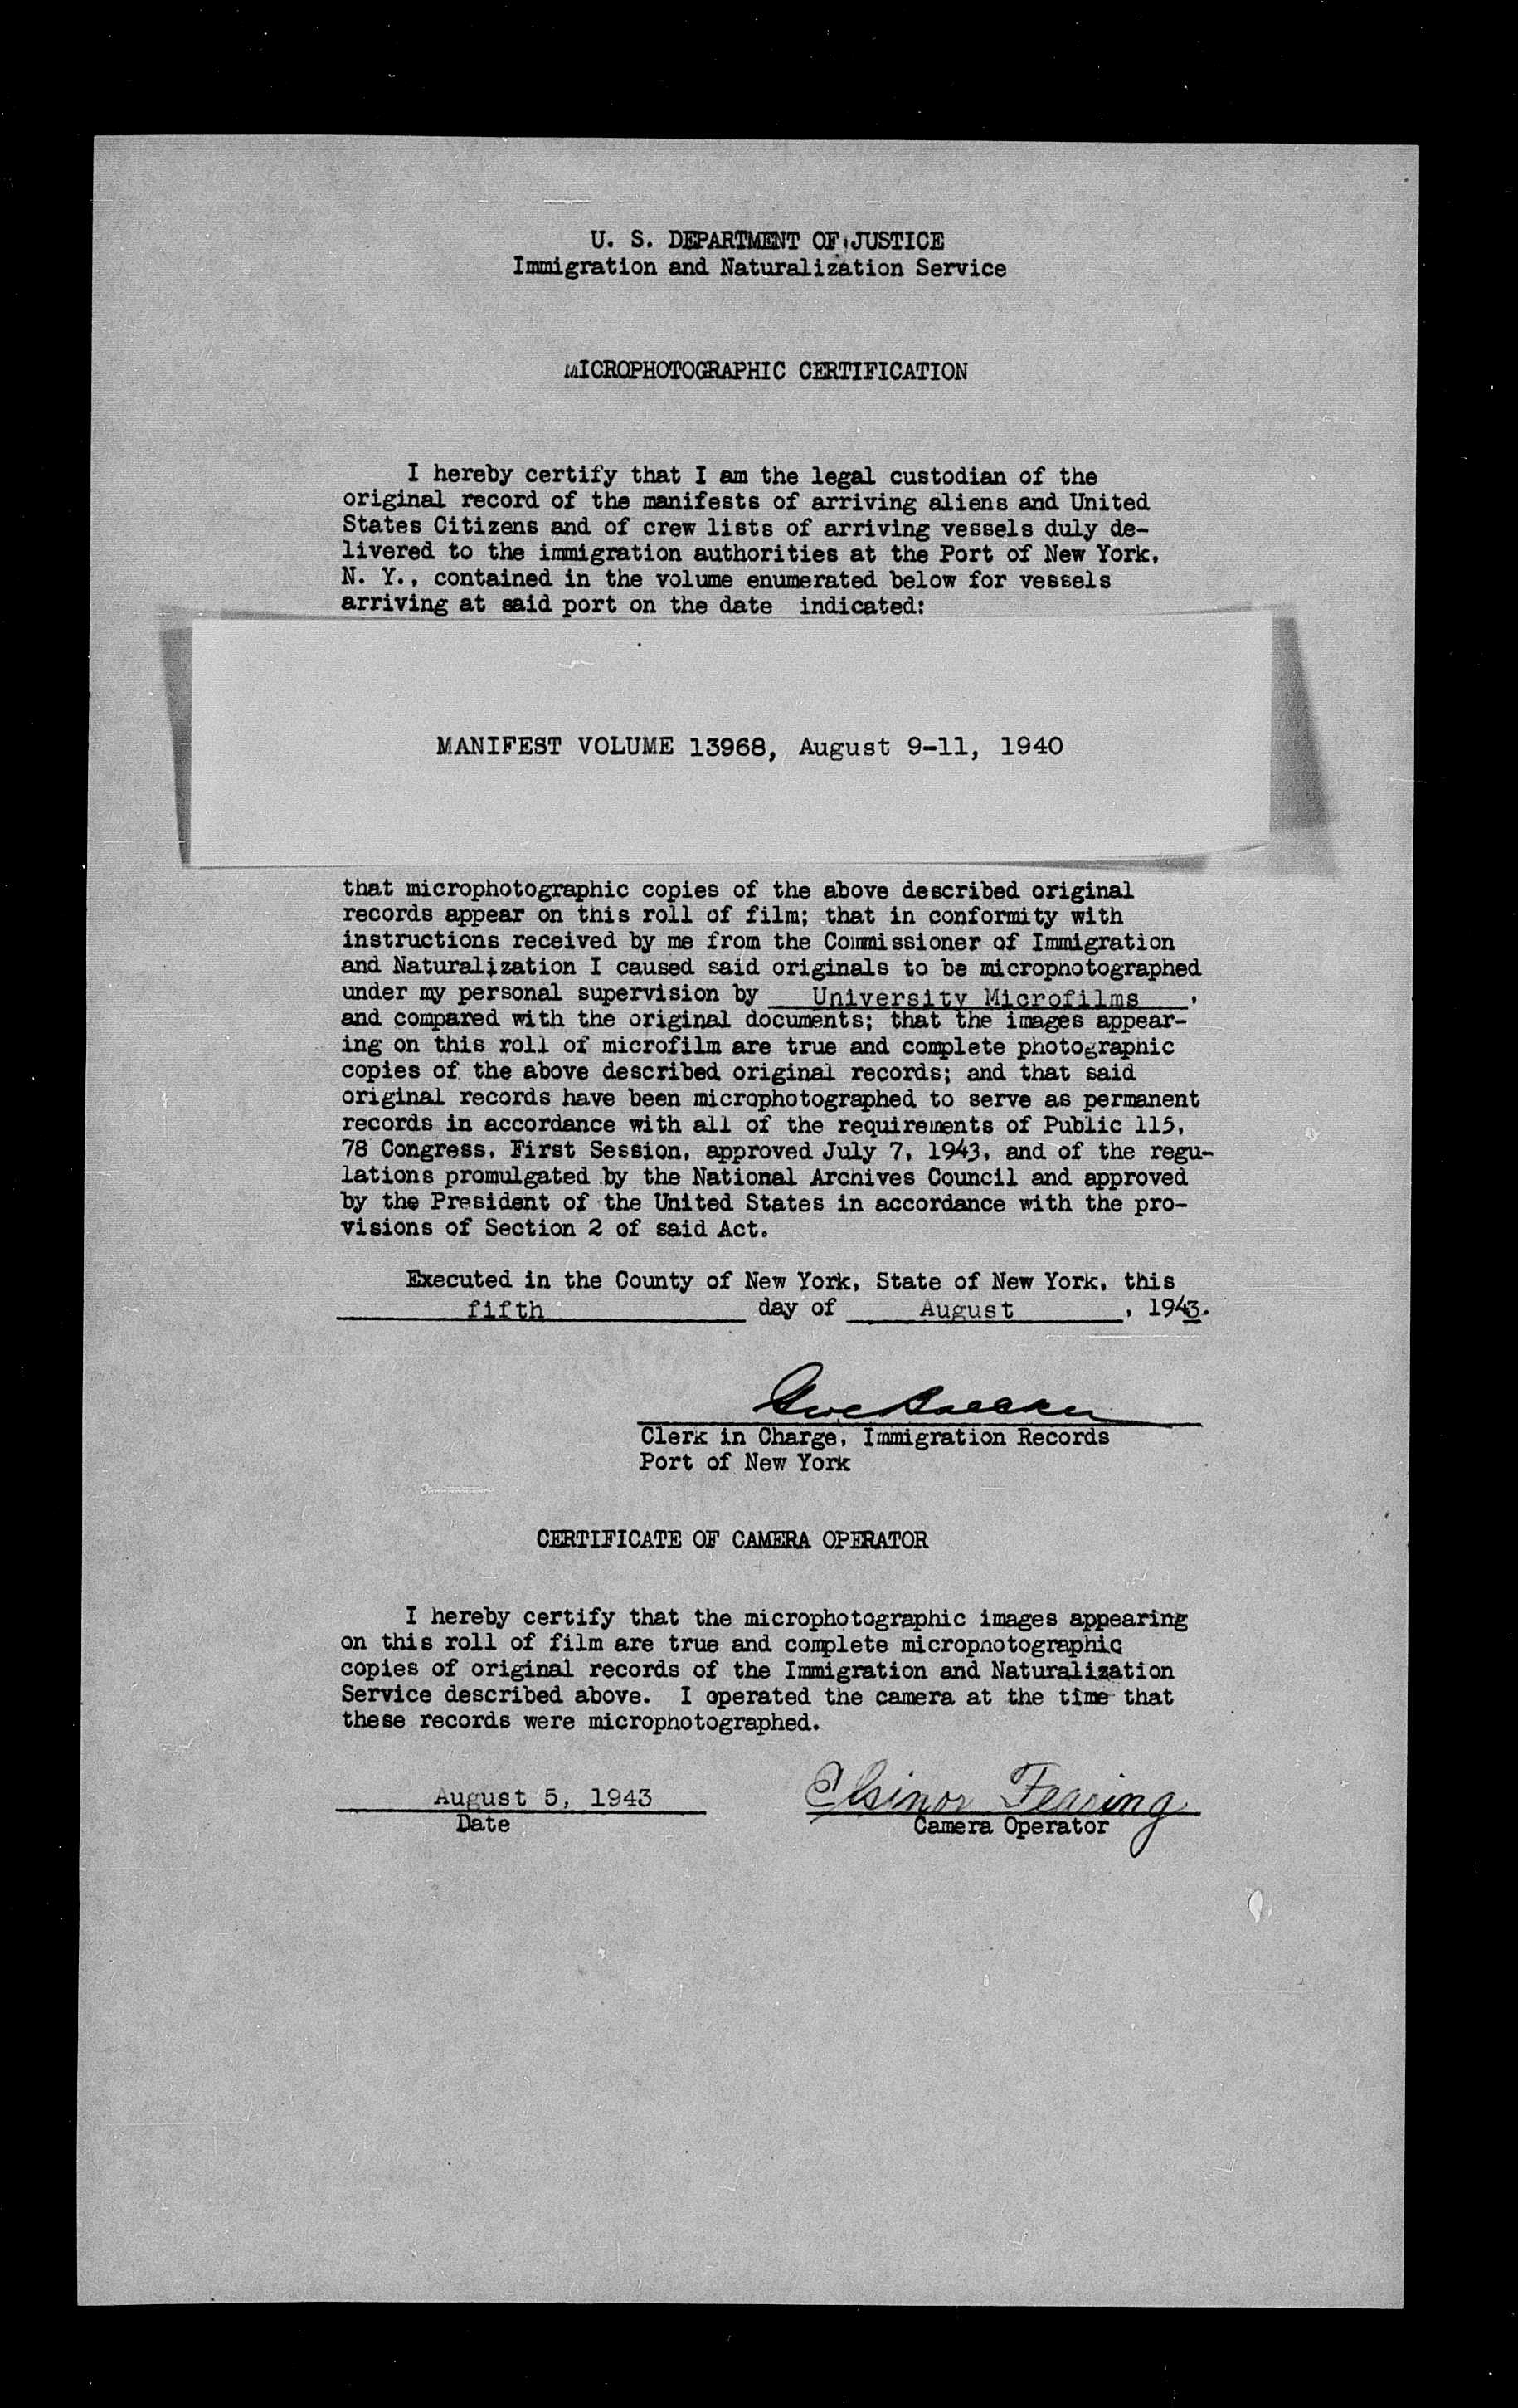 U. S. DEPARTMENT OF JUSTICE
Immigration and Naturalization Service
MICROPHOTOGRAPHIC CERTIFICATION
I hereby certify that I am the legal custodian of the
original record of the manifests of arriving aliens and United
States Citizens and of crew lists of arriving vessels duly de-
livered to the immigration authorities at the Port of New York,
N. Y., contained in the volume enumerated below for vessels
arriving at said port on the date indicated:
MANIFEST VOLUME 13968, August 9-11, 1940
that microphotographic copies of the above described original
records appear on this roll of film; that in conformity with
instructions received by me from the Commissioner of Immigration
and Naturalization I caused said originals to be microphotographed
under my personal supervision by University Microfilms,
and compared with the original documents; that the images appear-
ing on this roll of microfilm are true and complete photographic
copies of the above described original records; and that said
original records have been microphotographed to serve as permanent
records in accordance with all of the requirements of Public 115,
78 Congress, First Session, approved July 7, 1943, and of the regu-
lations promulgated by the National Archives Council and approved
by the President of the United States in accordance with the pro-
visions of Section 2 of said Act.
Executed in the County of New York, State of New York, this
fifth day of August, 1943.
Clerk in Charge, Immigration Records
Port of New York
CERTIFICATE OF CAMERA OPERATOR
I hereby certify that the microphotographic images appearing
on this roll of film are true and complete microphotographic
copies of original records of the Immigration and Naturalization
Service described above. I operated the camera at the time that
these records were microphotographed.
August 5, 1943 Elsinor Fearing
Date Camera Operator